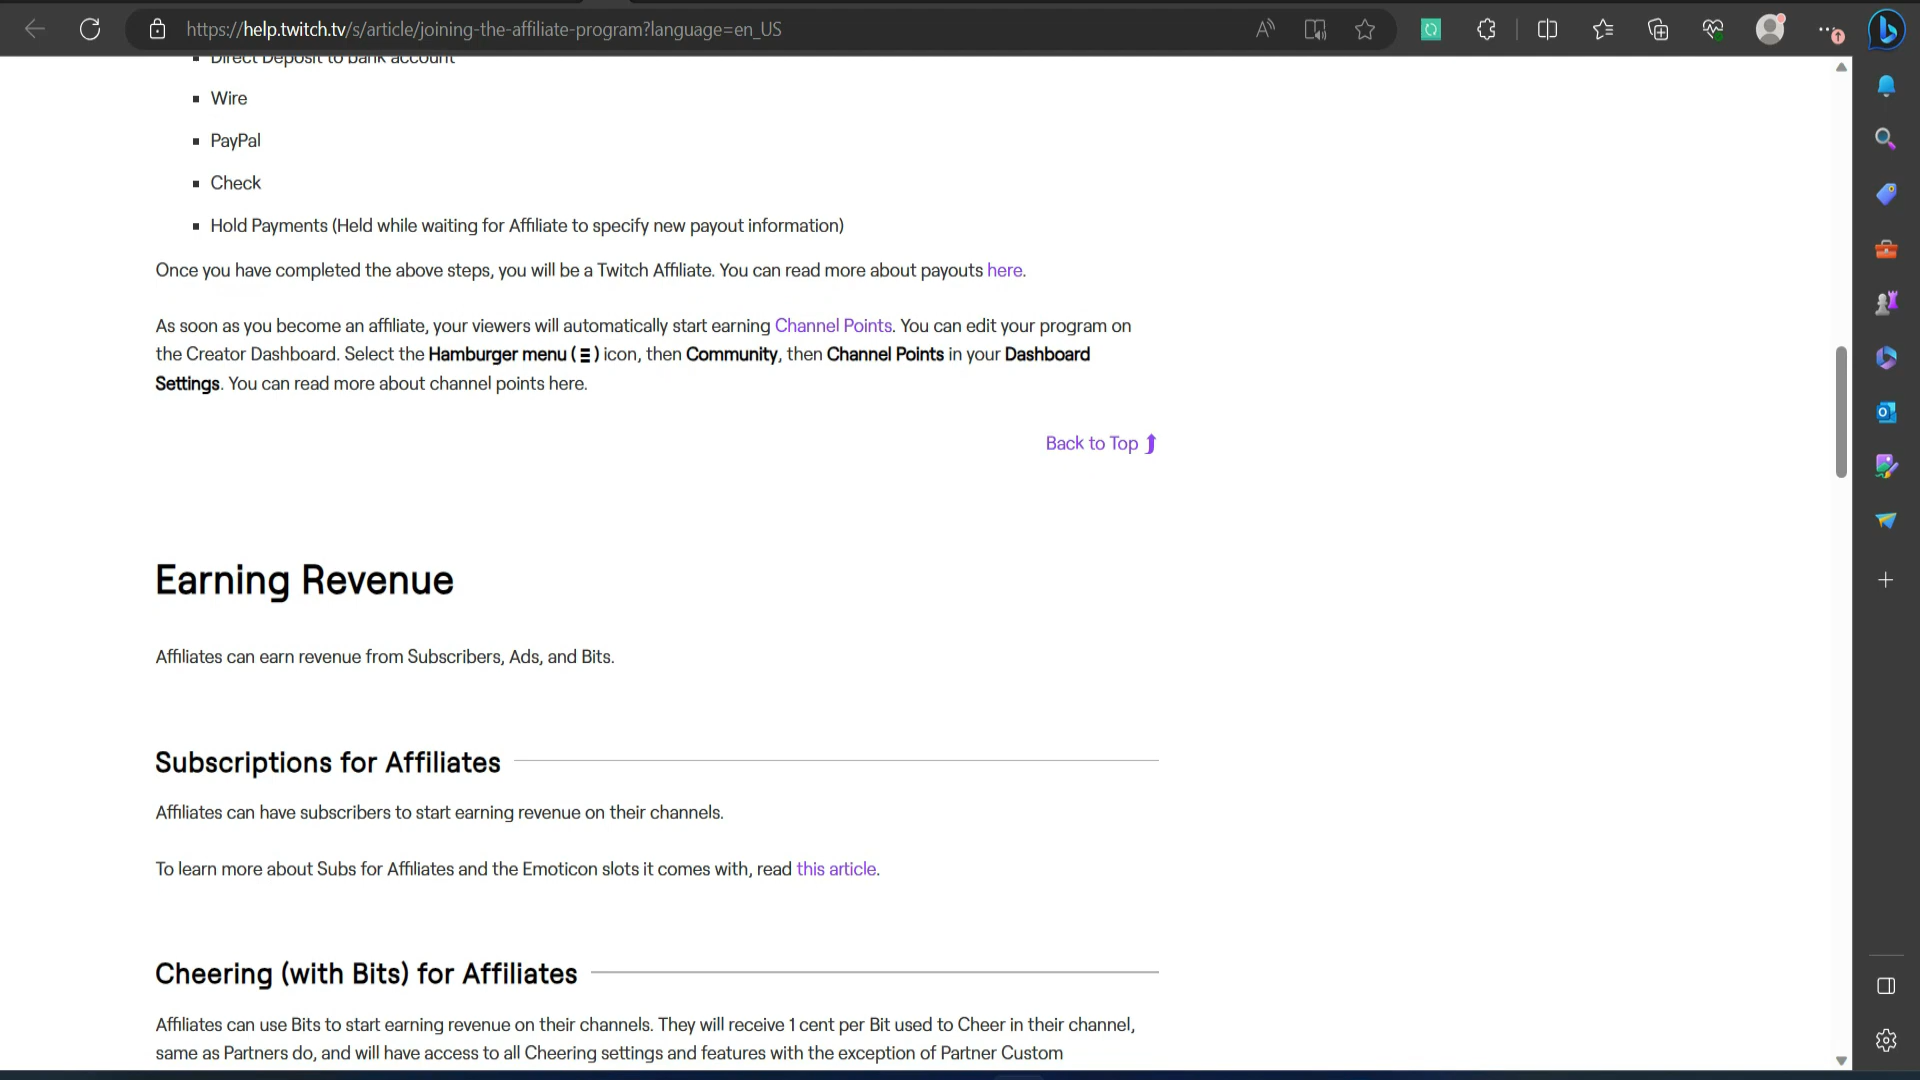 https://help.twitch.tv/s/article/joining-the-affiliate-program?language=en_US
Direct Deposit to bank account
Wire
PayPal
Check
Hold Payments (Held while waiting for Affiliate to specify new payout information)
Once you have completed the above steps, you will be a Twitch Affiliate. You can read more about payouts here.
As soon as you become an affiliate, your viewers will automatically start earning Channel Points. You can edit your program on
the Creator Dashboard. Select the Hamburger menu ( ☰ ) icon, then Community, then Channel Points in your Dashboard
Settings. You can read more about channel points here.
Back to Top
Earning Revenue
Affiliates can earn revenue from Subscribers, Ads, and Bits.
Subscriptions for Affiliates
Affiliates can have subscribers to start earning revenue on their channels.
To learn more about Subs for Affiliates and the Emoticon slots it comes with, read this article.
Cheering (with Bits) for Affiliates
Affiliates can use Bits to start earning revenue on their channels. They will receive 1 cent per Bit used to Cheer in their channel,
same as Partners do, and will have access to all Cheering settings and features with the exception of Partner Custom